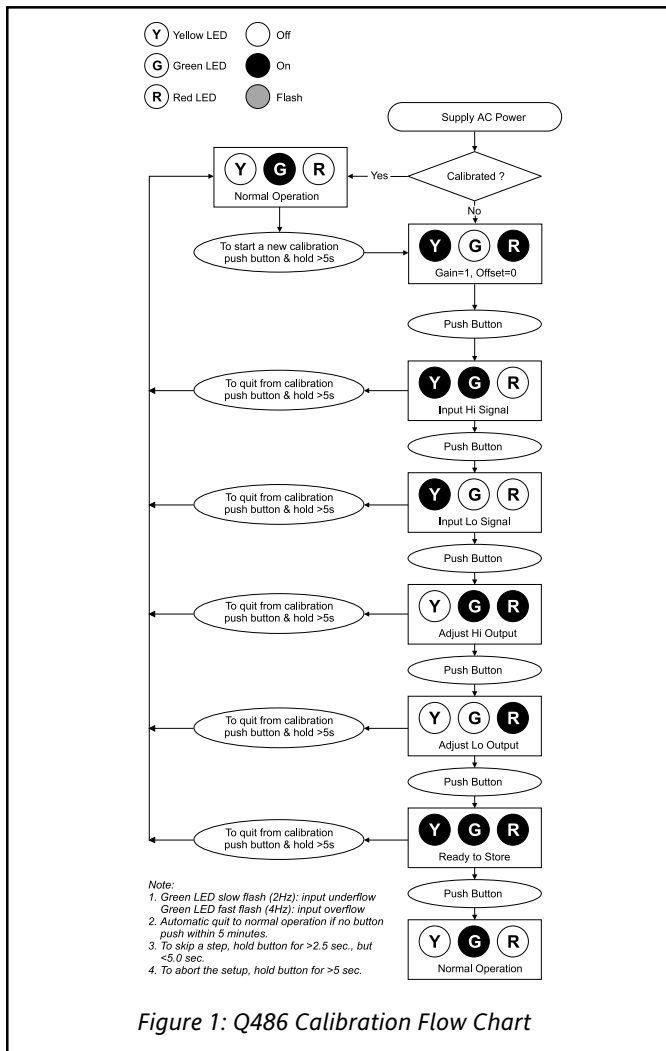 Y Yellow LED Off
G Green LED On
R Red LED Flash
Supply AC Power
Calibrated ?
Yes
No
Y G R
Normal Operation
To start a new calibration
push button & hold >5s
Y G R
Gain=1, Offset=0
Push Button
Y G R
Input Hi Signal
To quit from calibration
push button & hold >5s
Push Button
Y G R
Input Lo Signal
To quit from calibration
push button & hold >5s
Push Button
Y G R
Adjust Hi Output
To quit from calibration
push button & hold >5s
Push Button
Y G R
Adjust Lo Output
To quit from calibration
push button & hold >5s
Push Button
Y G R
Ready to Store
To quit from calibration
push button & hold >5s
Push Button
Y G R
Normal Operation
Note:
1. Green LED slow flash (2Hz): input underflow
Green LED fast flash (4Hz): input overflow
2. Automatic quit to normal operation if no button
push within 5 minutes.
3. To skip a step, hold button for >2.5 sec., but
<5.0 sec.
4. To abort the setup, hold button for >5 sec.
Figure 1: Q486 Calibration Flow Chart